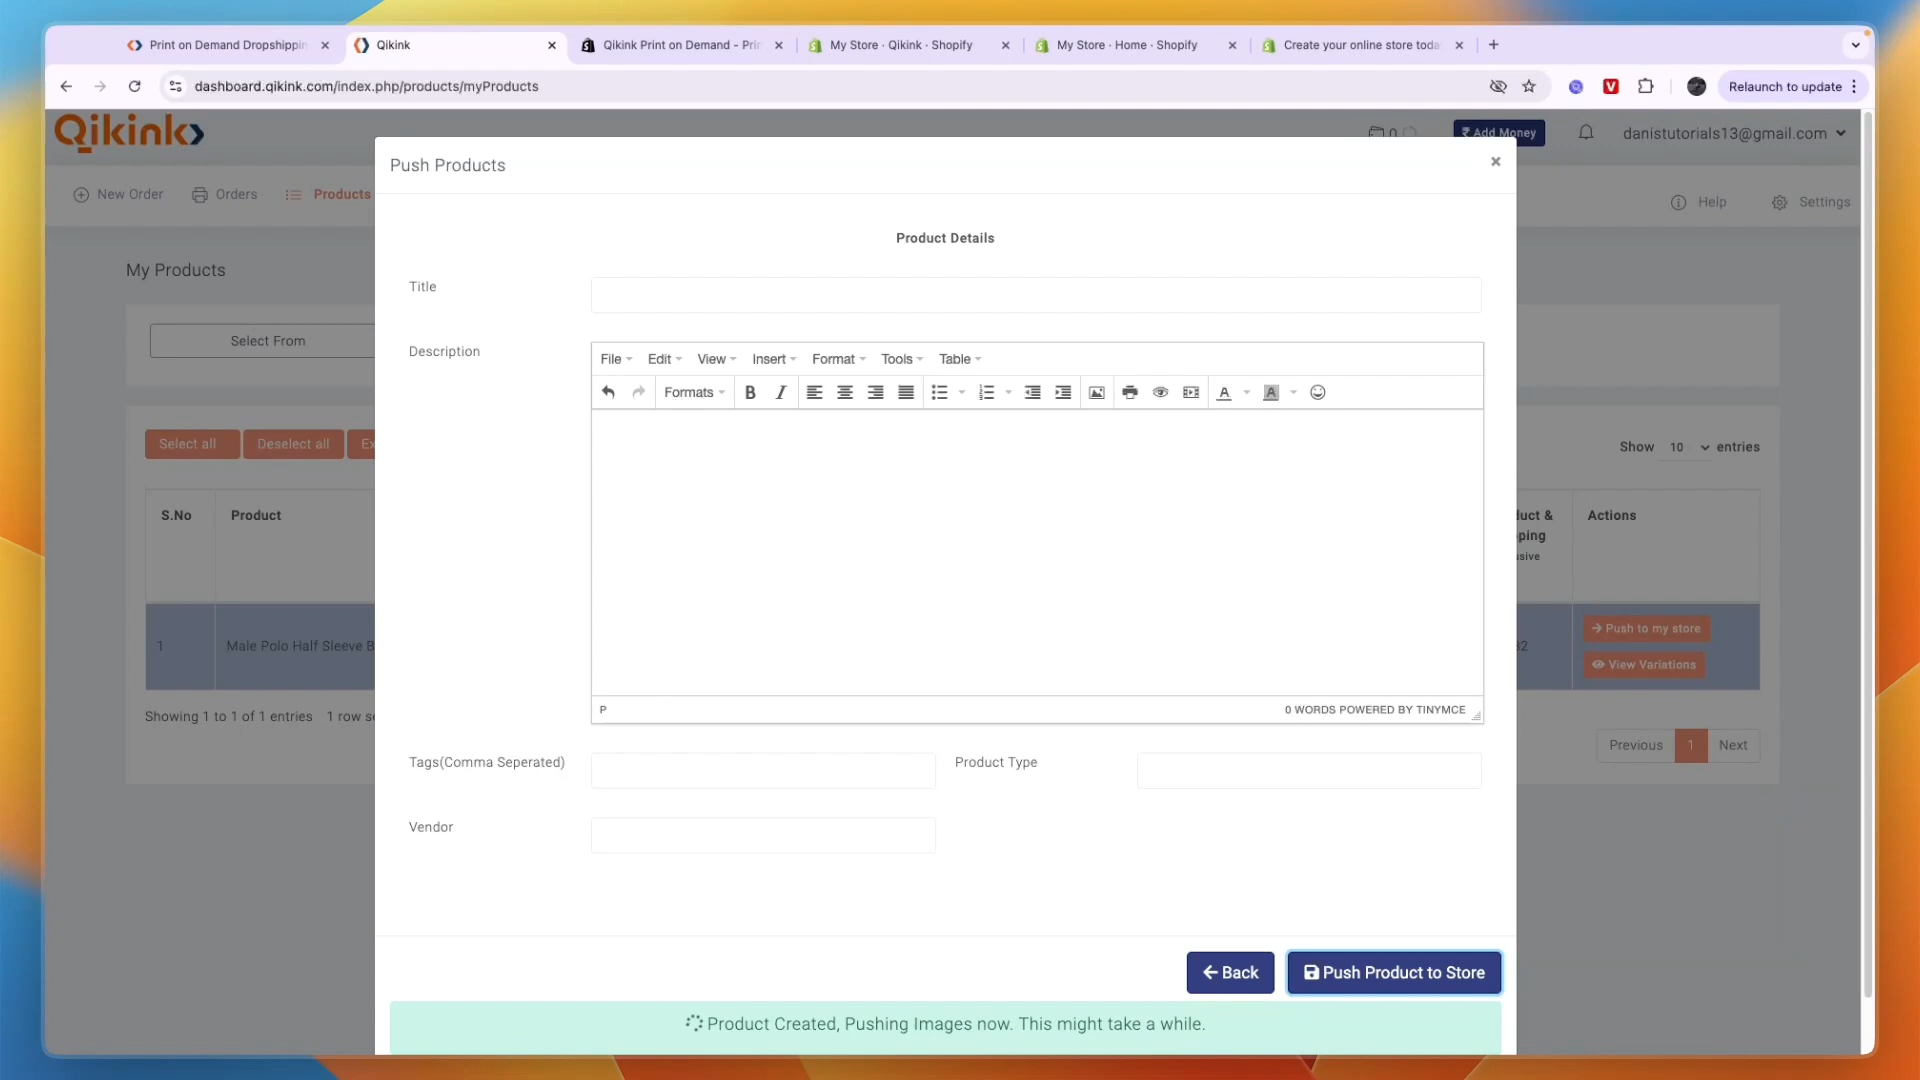 Print on Demand Dropshippin
Qikink
Qikink Print on Demand - Prin
My Store · Qikink · Shopify
My Store · Home · Shopify
Create your online store toda
dashboard.qikink.com/index.php/products/myProducts
Relaunch to update
Qikink
0
₹ Add Money
danistutorials13@gmail.com
New Order
Orders
Products
Help
Settings
Push Products
×
Product Details
Title
Description
File
Edit
View
Insert
Format
Tools
Table
Formats
P
0 WORDS POWERED BY TINYMCE
Tags(Comma Seperated)
Product Type
Vendor
Back
Push Product to Store
Product Created, Pushing Images now. This might take a while.
My Products
Select From
Select all
Deselect all
Ex
Show 10 entries
S.No
Product
duct &
pping
usive
Actions
1
Male Polo Half Sleeve B
Push to my store
View Variations
Showing 1 to 1 of 1 entries
1 row se
Previous
1
Next